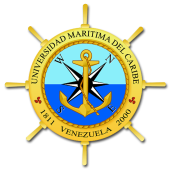 UNIVERSIDAD MARITIMA DEL CARIBE
N
1811 VENEZUELA 2000